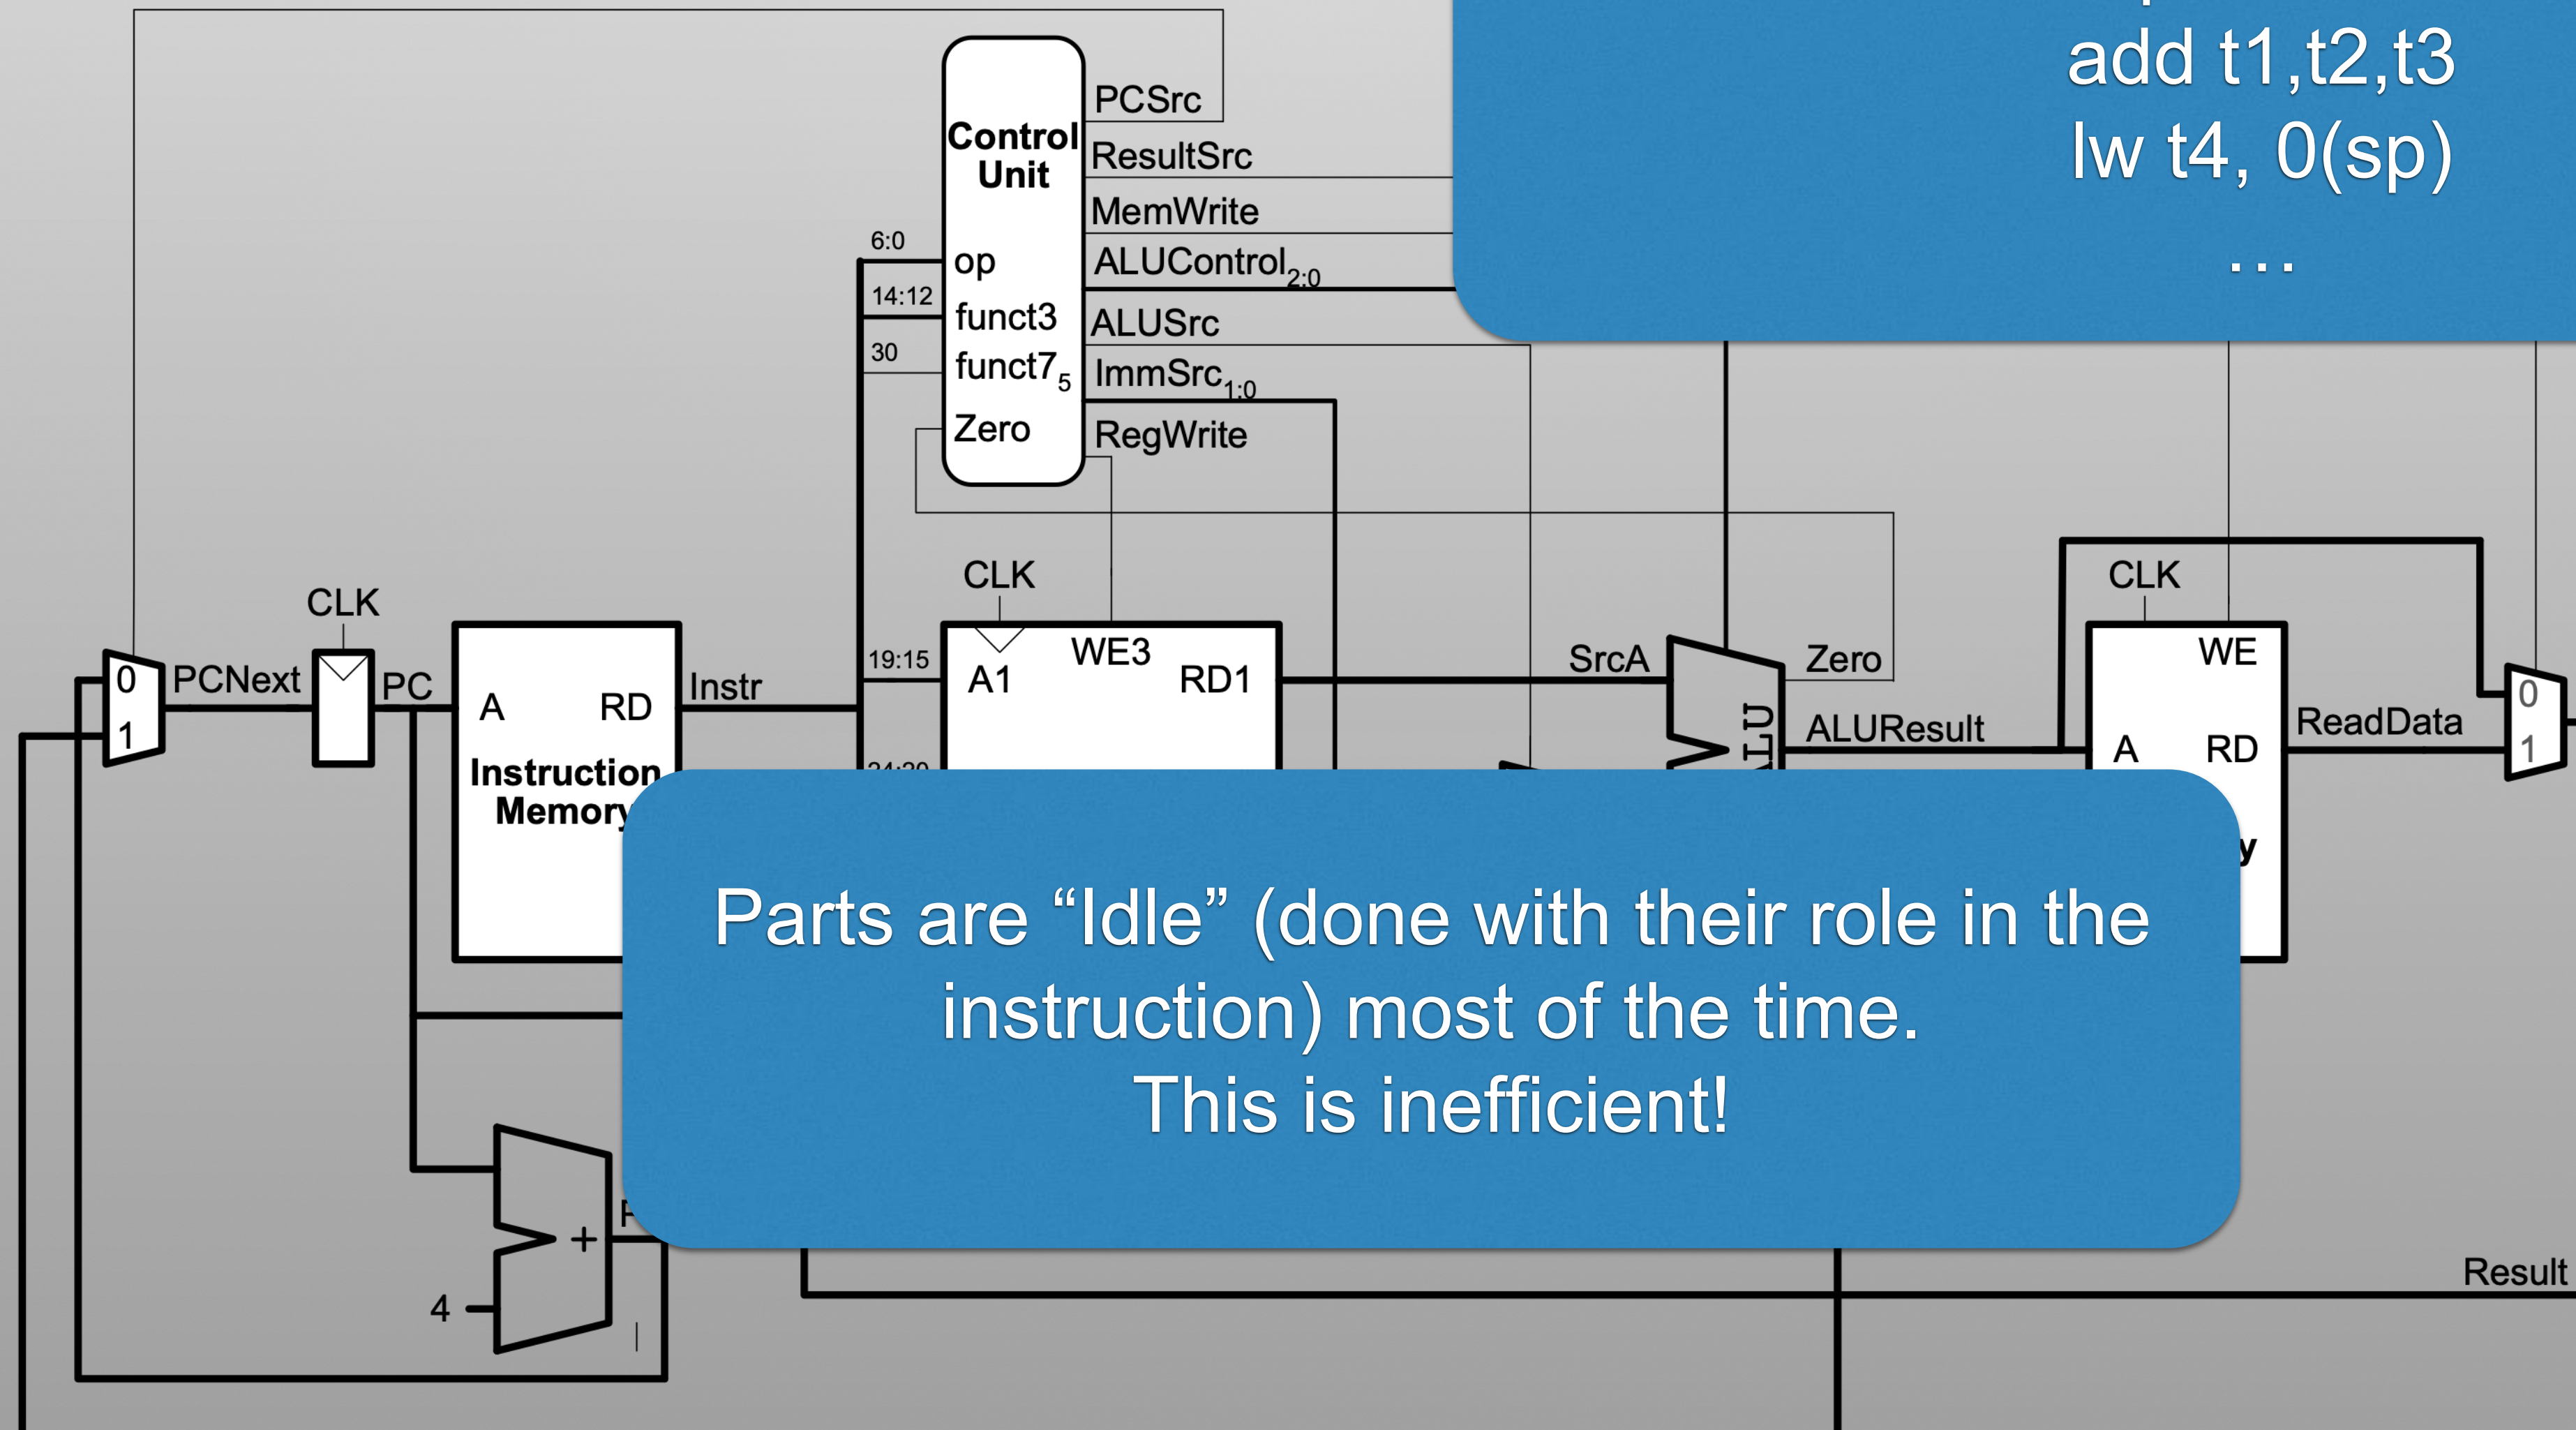 add t1,t2,t3
lw t4, 0(sp)
...
PCSrc
Control
Unit
ResultSrc
MemWrite
6:0
op
ALUControl2:0
14:12
funct3
ALUSrc
30
funct75
ImmSrc1:0
Zero
RegWrite
CLK
CLK
CLK
0
1
PCNext
PC
A
RD
Instruction
Memory
Instr
19:15
A1
WE3
RD1
SrcA
ALU
Zero
ALUResult
WE
A
RD
ReadData
0
1
Parts are “Idle” (done with their role in the
instruction) most of the time.
This is inefficient!
+
4
Result